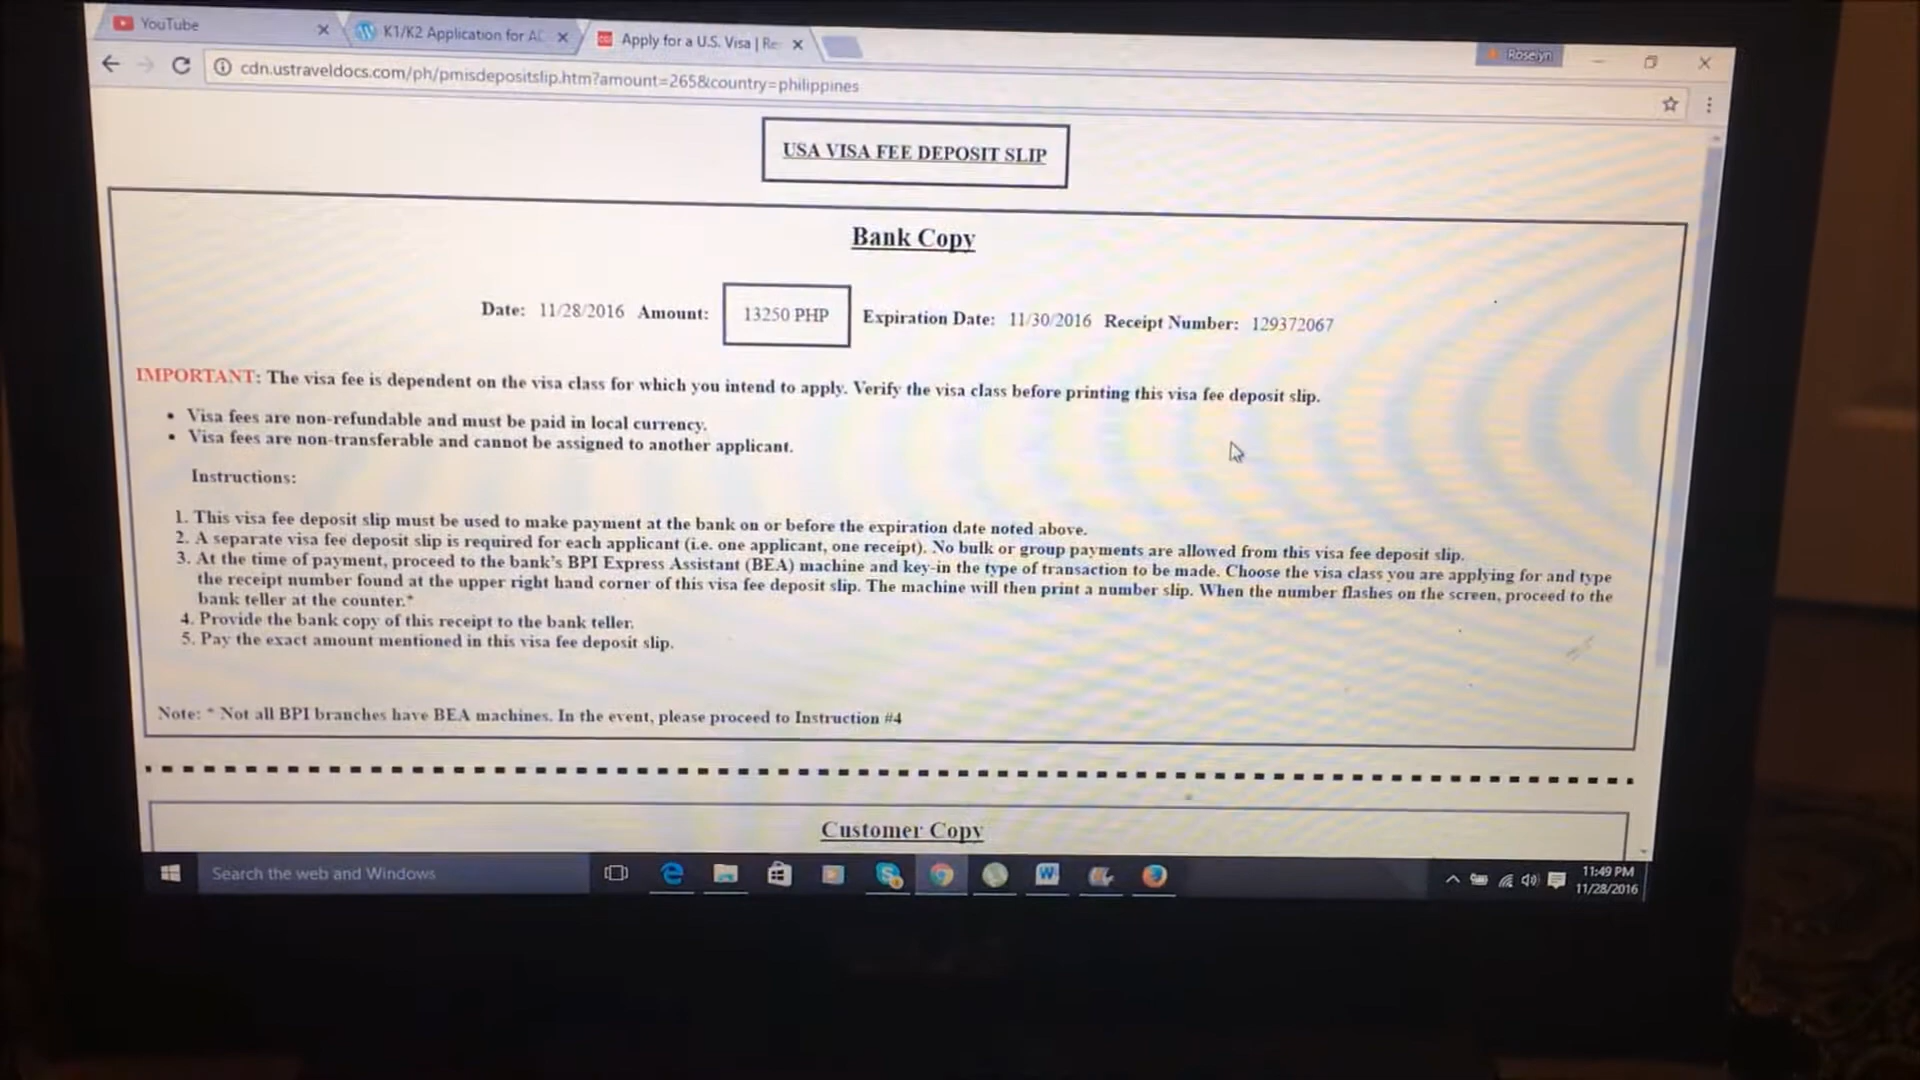 YouTube
K1/K2 Application for AO
Apply for a U.S. Visa | Re
Roselyn
cdn.ustraveldocs.com/ph/pmisdepositslip.htm?amount=265&country=philippines
USA VISA FEE DEPOSIT SLIP
Bank Copy
Date: 11/28/2016 Amount: 13250 PHP Expiration Date: 11/30/2016 Receipt Number: 129372067
IMPORTANT: The visa fee is dependent on the visa class for which you intend to apply. Verify the visa class before printing this visa fee deposit slip.
• Visa fees are non-refundable and must be paid in local currency.
• Visa fees are non-transferable and cannot be assigned to another applicant.
Instructions:
1. This visa fee deposit slip must be used to make payment at the bank on or before the expiration date noted above.
2. A separate visa fee deposit slip is required for each applicant (i.e. one applicant, one receipt). No bulk or group payments are allowed from this visa fee deposit slip.
3. At the time of payment, proceed to the bank's BPI Express Assistant (BEA) machine and key-in the type of transaction to be made. Choose the visa class you are applying for and type
the receipt number found at the upper right hand corner of this visa fee deposit slip. The machine will then print a number slip. When the number flashes on the screen, proceed to the
bank teller at the counter.*
4. Provide the bank copy of this receipt to the bank teller.
5. Pay the exact amount mentioned in this visa fee deposit slip.
Note: * Not all BPI branches have BEA machines. In the event, please proceed to Instruction #4
Customer Copy
Search the web and Windows
11:49 PM
11/28/2016